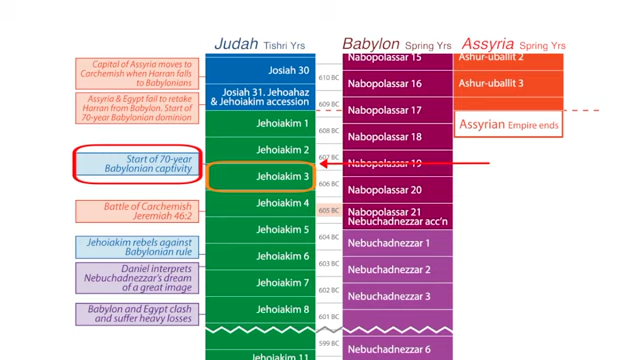 Judah Tishri Yrs
Babylon Spring Yrs
Assyria Spring Yrs
Capital of Assyria moves to
Carchemish when Harran falls
to Babylonians
Assyria & Egypt fail to retake
Harran from Babylon. Start of
70-year Babylonian dominion
Start of 70-year
Babylonian captivity
Battle of Carchemish
Jeremiah 46:2
Jehoiakim rebels against
Babylonian rule
Daniel interprets
Nebuchadnezzar's dream
of a great image
Babylon and Egypt clash
and suffer heavy losses
Josiah 30
Josiah 31. Jehoahaz
& Jehoiakim accession
Jehoiakim 1
Jehoiakim 2
Jehoiakim 3
Jehoiakim 4
Jehoiakim 5
Jehoiakim 6
Jehoiakim 7
Jehoiakim 8
Jehoiakim 11
610 BC
609 BC
608 BC
607 BC
606 BC
605 BC
604 BC
603 BC
602 BC
601 BC
599 BC
Nabopolassar 15
Nabopolassar 16
Nabopolassar 17
Nabopolassar 18
Nabopolassar 19
Nabopolassar 20
Nabopolassar 21
Nebuchadnezzar acc'n
Nebuchadnezzar 1
Nebuchadnezzar 2
Nebuchadnezzar 3
Nebuchadnezzar 6
Ashur-uballit 2
Ashur-uballit 3
Assyrian Empire ends